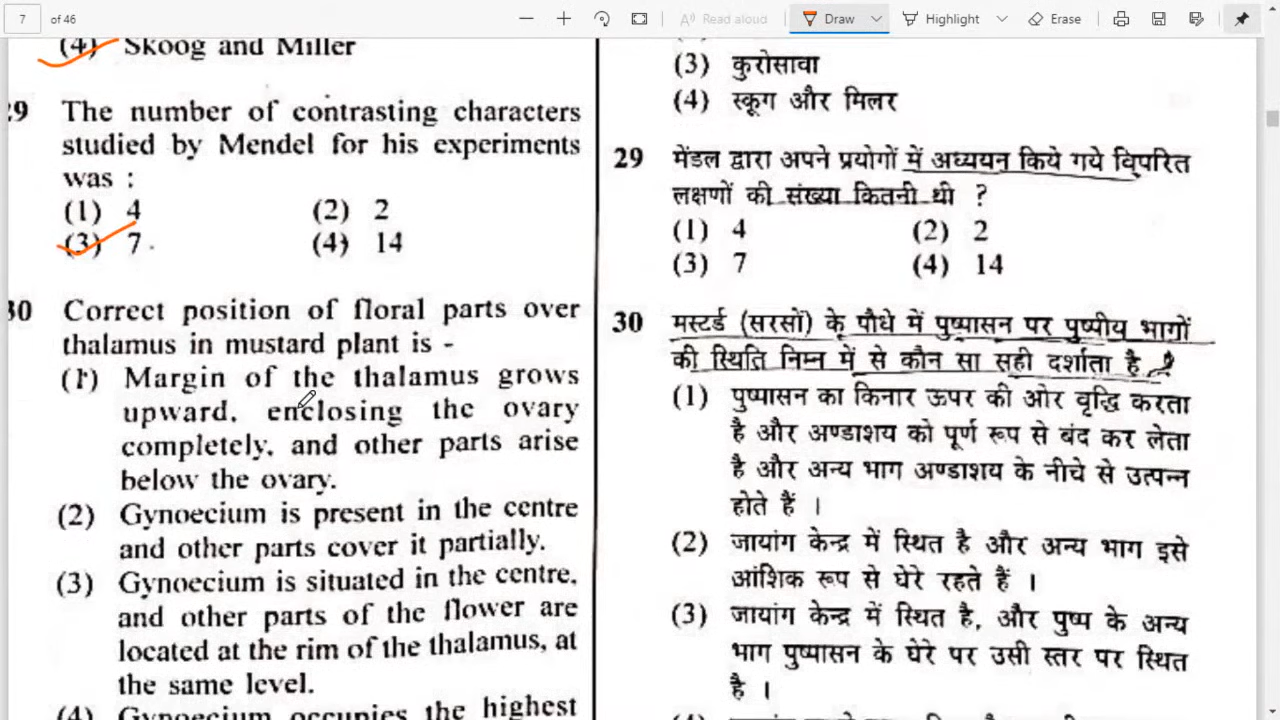 7 of 46
Read aloud
Draw
Highlight
Erase
(4) Skoog and Miller
29 The number of contrasting characters
studied by Mendel for his experiments
was :
(1) 4 (2) 2
(3) 7 (4) 14
30 Correct position of floral parts over
thalamus in mustard plant is -
(1) Margin of the thalamus grows
upward, enclosing the ovary
completely, and other parts arise
below the ovary.
(2) Gynoecium is present in the centre
and other parts cover it partially.
(3) Gynoecium is situated in the centre,
and other parts of the flower are
located at the rim of the thalamus, at
the same level.
(4) Gynoecium occupies the highest
(3) कुरोसावा
(4) स्कूग और मिलर
29 मेंडल द्वारा अपने प्रयोगों में अध्ययन किये गये विपरित
लक्षणों की संख्या कितनी थी ?
(1) 4 (2) 2
(3) 7 (4) 14
30 मस्टर्ड (सरसों) के पौधे में पुष्पासन पर पुष्पीय भागों
की स्थिति निम्न में से कौन सा सही दर्शाता है ?
(1) पुष्पासन का किनार ऊपर की ओर वृद्धि करता
है और अण्डाशय को पूर्ण रूप से बंद कर लेता
है और अन्य भाग अण्डाशय के नीचे से उत्पन्न
होते हैं ।
(2) जायांग केन्द्र में स्थित है और अन्य भाग इसे
आंशिक रूप से घेरे रहते हैं ।
(3) जायांग केन्द्र में स्थित है, और पुष्प के अन्य
भाग पुष्पासन के घेरे पर उसी स्तर पर स्थित
है ।